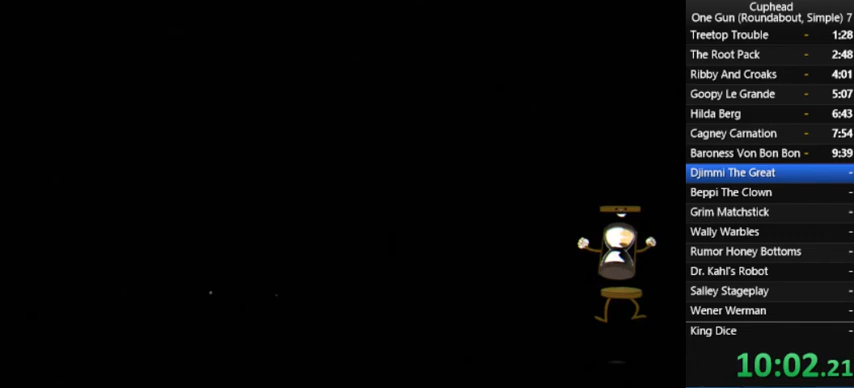 Cuphead
One Gun (Roundabout, Simple) 7
Treetop Trouble - 1:28
The Root Pack - 2:48
Ribby And Croaks - 4:01
Goopy Le Grande - 5:07
Hilda Berg - 6:43
Cagney Carnation - 7:54
Baroness Von Bon Bon - 9:39
Djimmi The Great -
Beppi The Clown -
Grim Matchstick -
Wally Warbles -
Rumor Honey Bottoms -
Dr. Kahl's Robot -
Salley Stageplay -
Wener Werman -
King Dice -
10:02.21